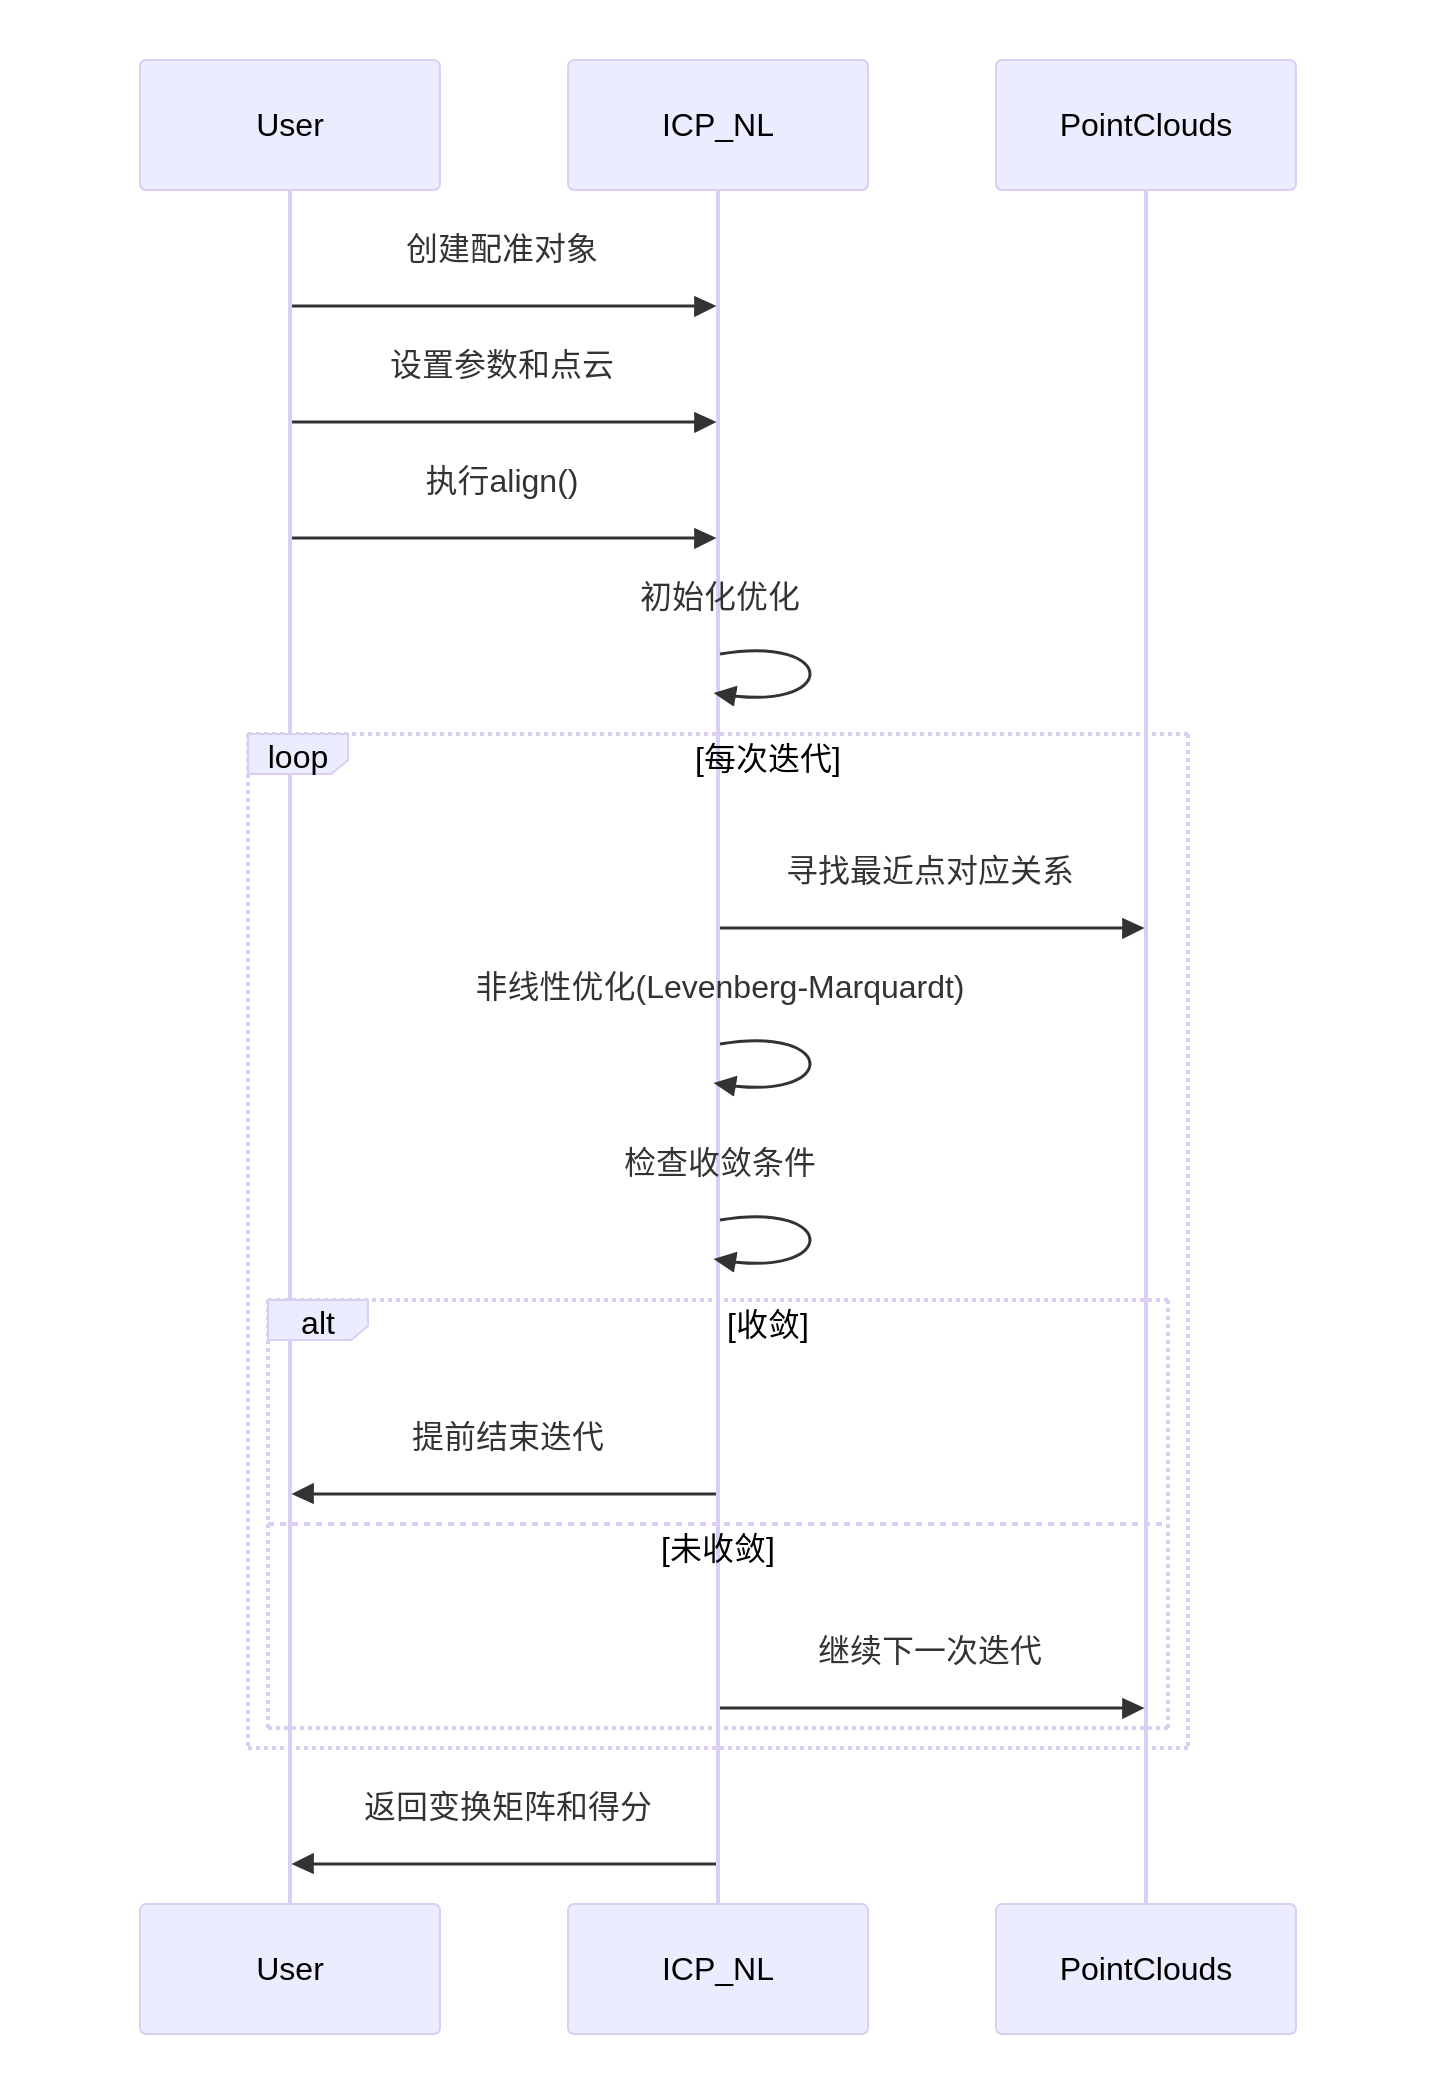 User
ICP_NL
PointClouds
创建配准对象
设置参数和点云
执行align()
初始化优化
loop
[每次迭代]
寻找最近点对应关系
非线性优化(Levenberg-Marquardt)
检查收敛条件
alt
[收敛]
提前结束迭代
[未收敛]
继续下一次迭代
返回变换矩阵和得分
User
ICP_NL
PointClouds